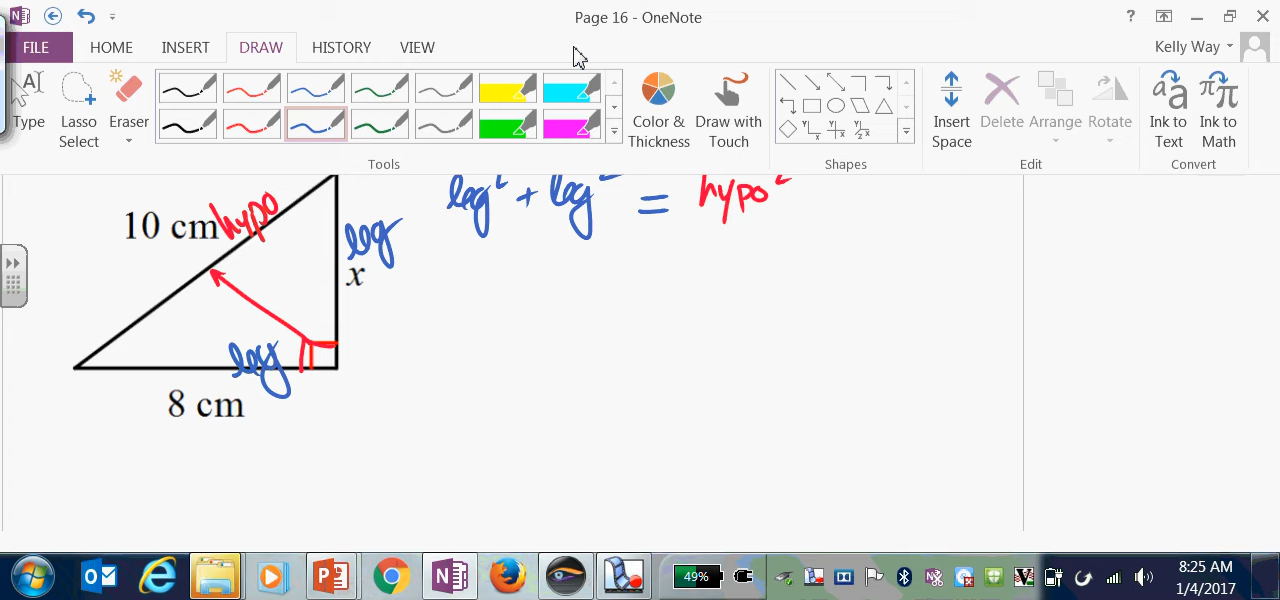 Page 16 - OneNote
?
FILE HOME INSERT DRAW HISTORY VIEW
Kelly Way
Type
Lasso Select
Eraser
Color & Thickness
Draw with Touch
Insert Space
Delete
Arrange
Rotate
Ink to Text
Ink to Math
Tools
Shapes
Edit
Convert
leg² + leg² = hypo²
10 cm
hypo
leg
x
leg
8 cm
49%
8:25 AM
1/4/2017